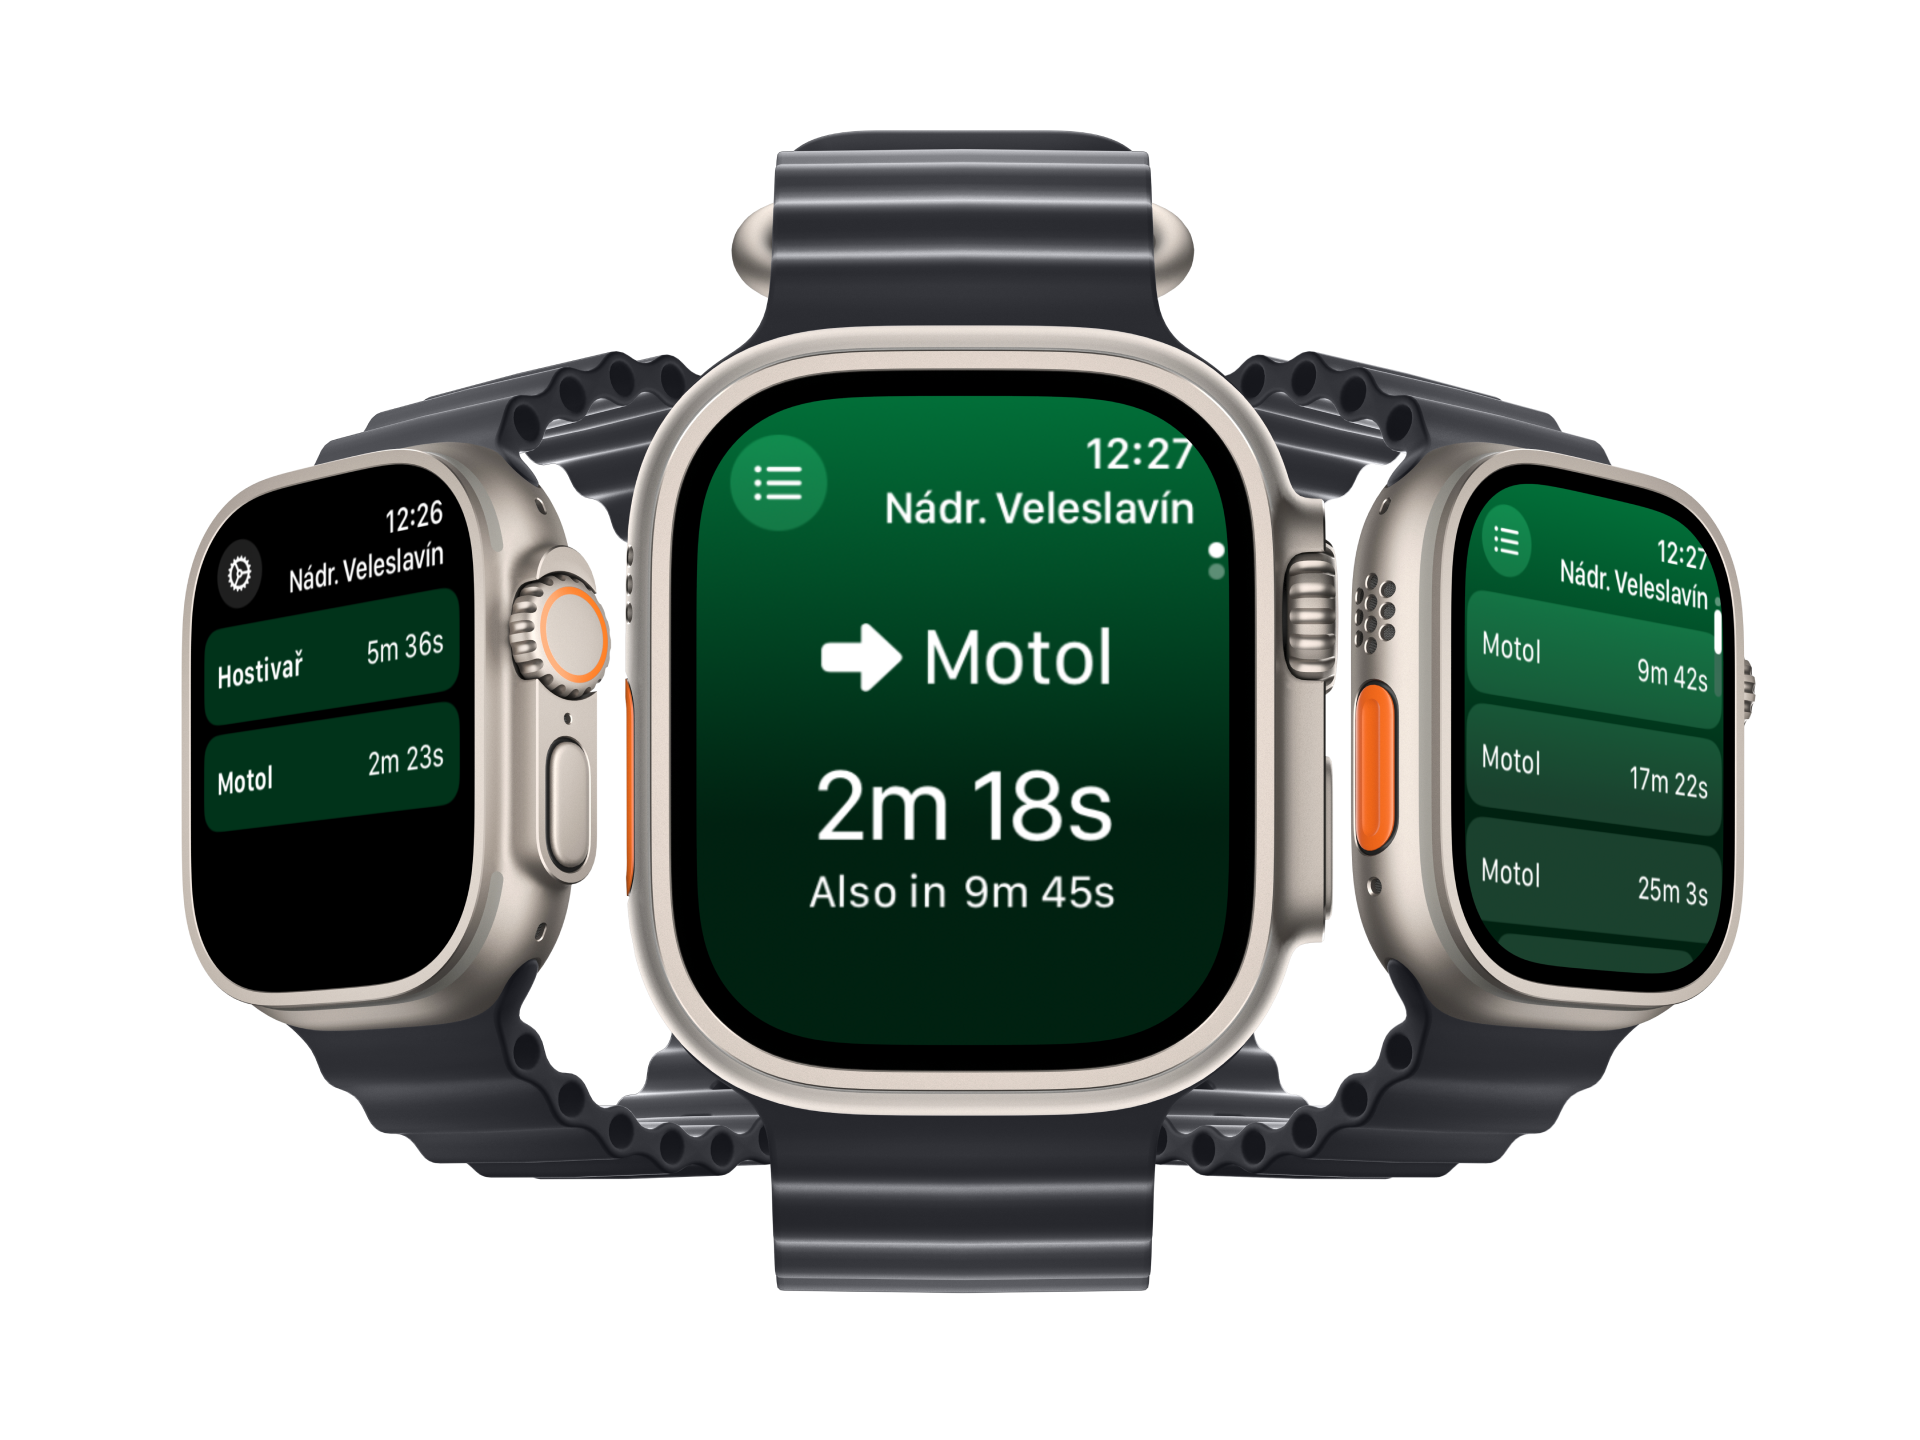 12:26
Nádr. Veleslavín
Hostivař 5m 36s
Motol 2m 23s
12:27
Nádr. Veleslavín
Motol
2m 18s
Also in 9m 45s
12:27
Nádr. Veleslavín
Motol 9m 42s
Motol 17m 22s
Motol 25m 3s